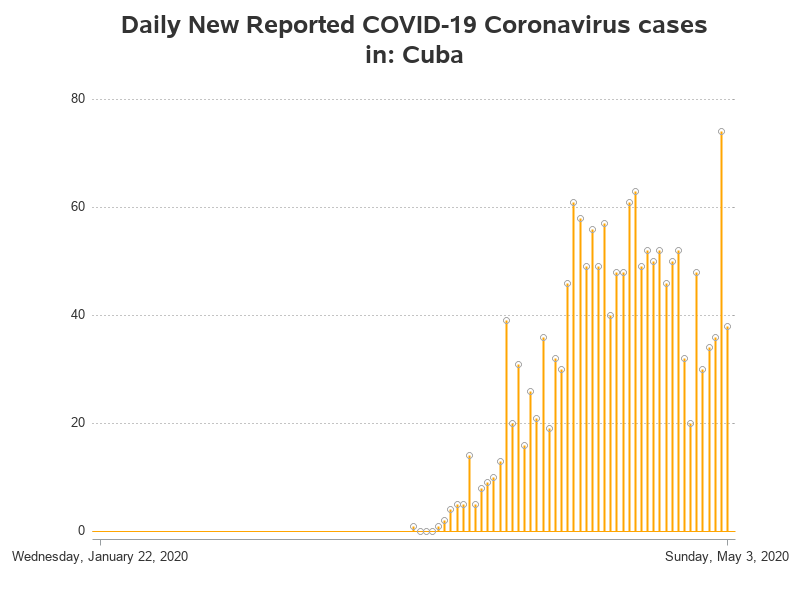 Daily New Reported COVID-19 Coronavirus cases
in: Cuba
80
60
40
20
0
Wednesday, January 22, 2020
Sunday, May 3, 2020